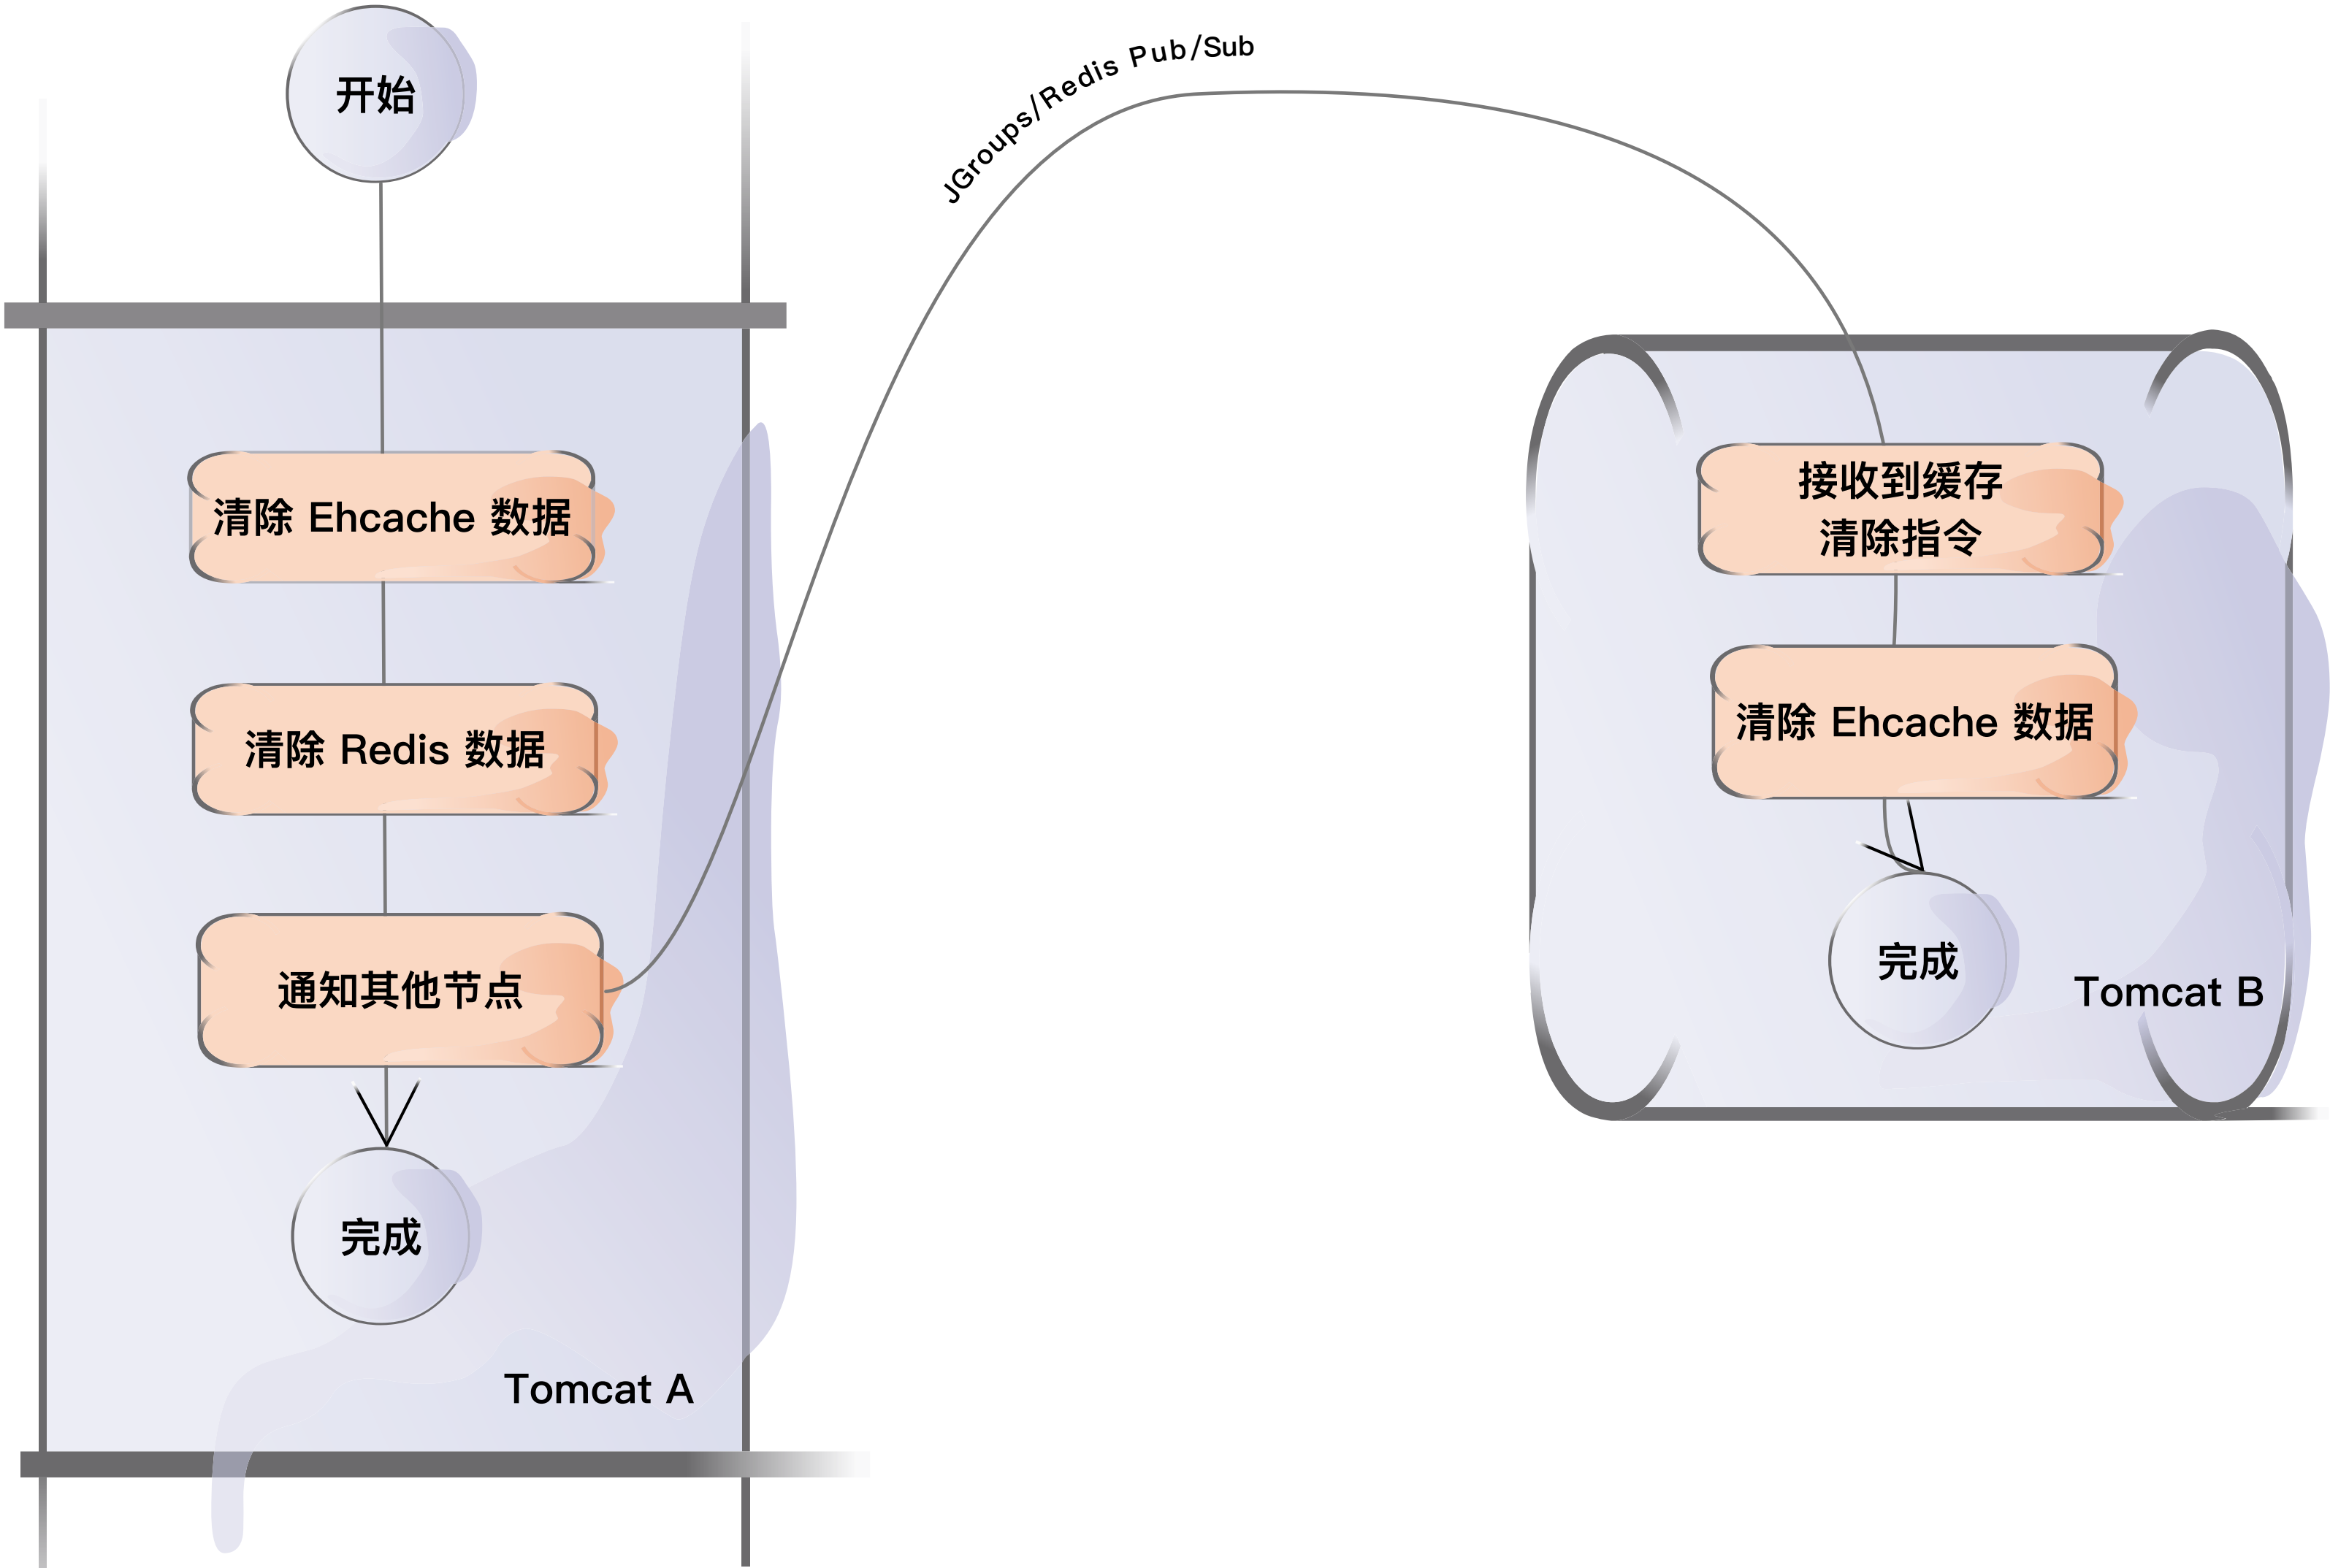 开始
清除 Ehcache 数据
清除 Redis 数据
通知其他节点
完成
Tomcat A
JGroups/Redis Pub/Sub
接收到缓存
清除指令
清除 Ehcache 数据
完成
Tomcat B